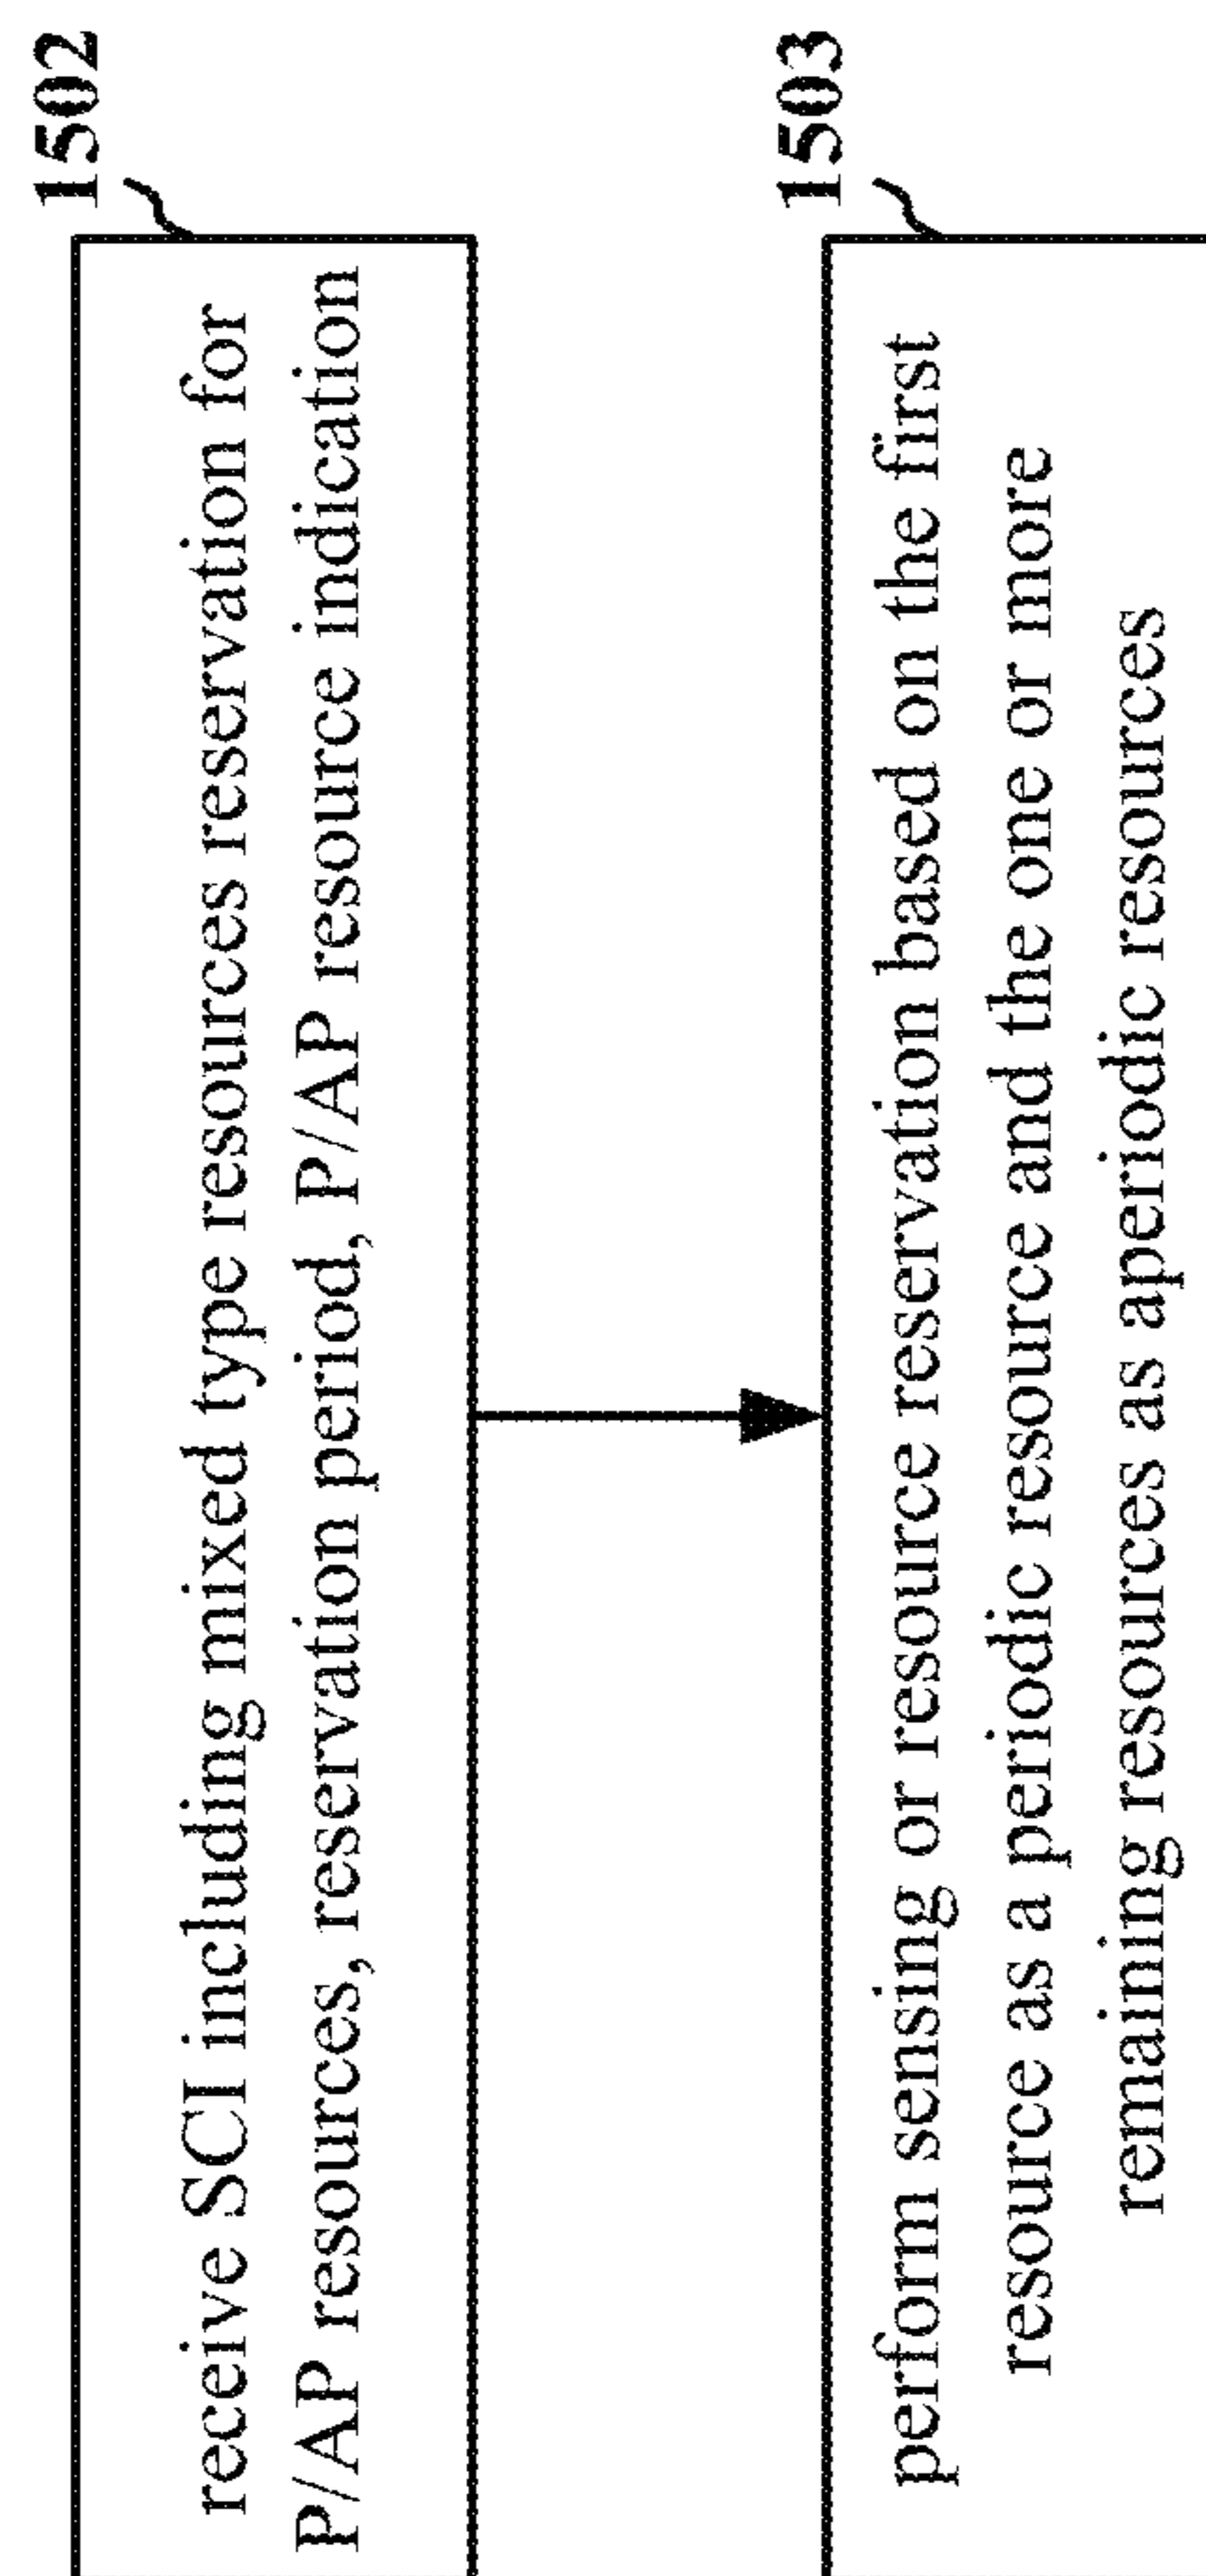 1502
receive SCI including mixed type resources reservation for
P/AP resources, reservation period, P/AP resource indication
1503
perform sensing or resource reservation based on the first
resource as a periodic resource and the one or more
remaining resources as aperiodic resources